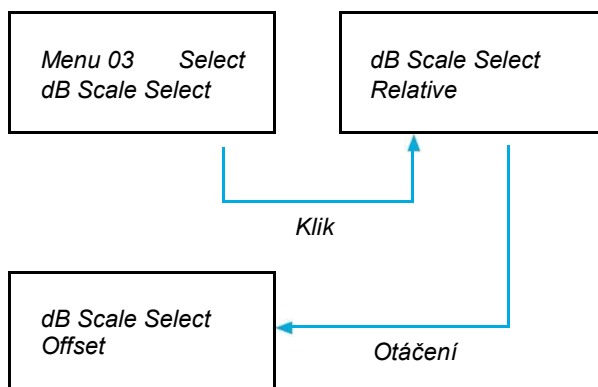 Menu 03 Select
dB Scale Select
dB Scale Select
Relative
Klik
dB Scale Select
Offset
Otáčení